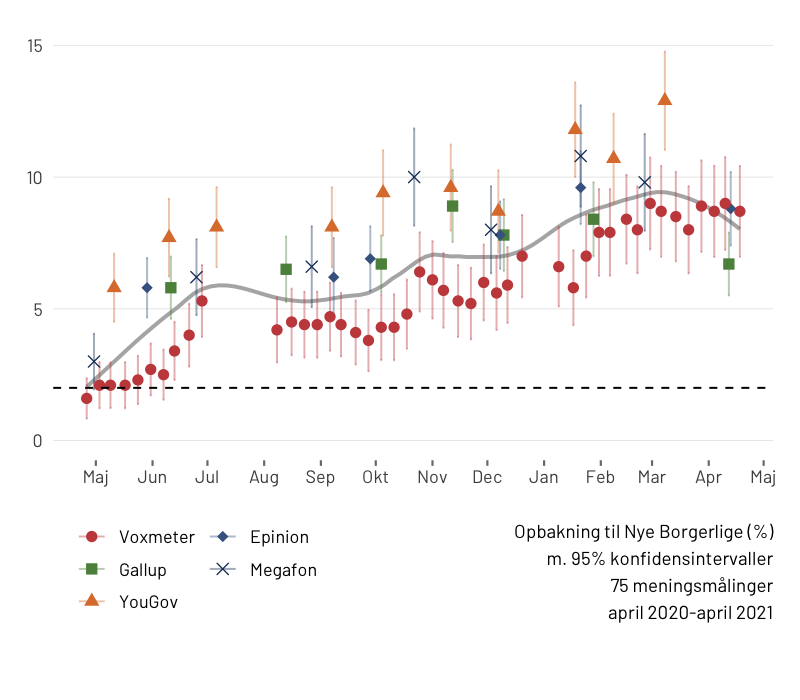 15
10
5
0
Maj Jun Jul Aug Sep Okt Nov Dec Jan Feb Mar Apr Maj
Voxmeter Epinion
Gallup Megafon
YouGov
Opbakning til Nye Borgerlige (%)
m. 95% konfidensintervaller
75 meningsmålinger
april 2020-april 2021